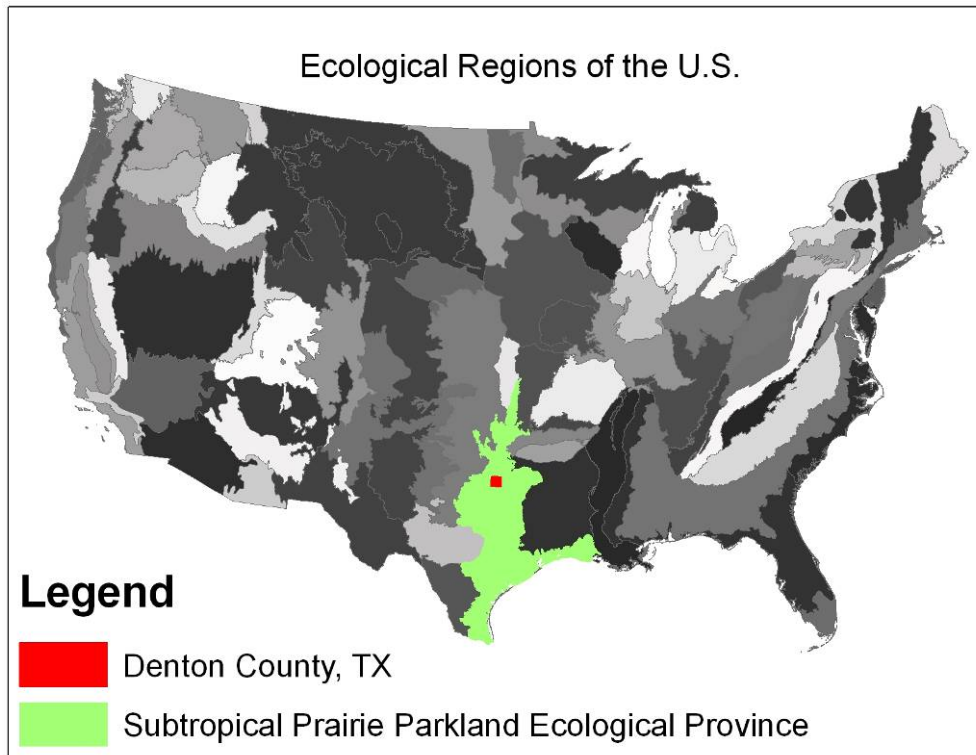 Ecological Regions of the U.S.
Legend
Denton County, TX
Subtropical Prairie Parkland Ecological Province